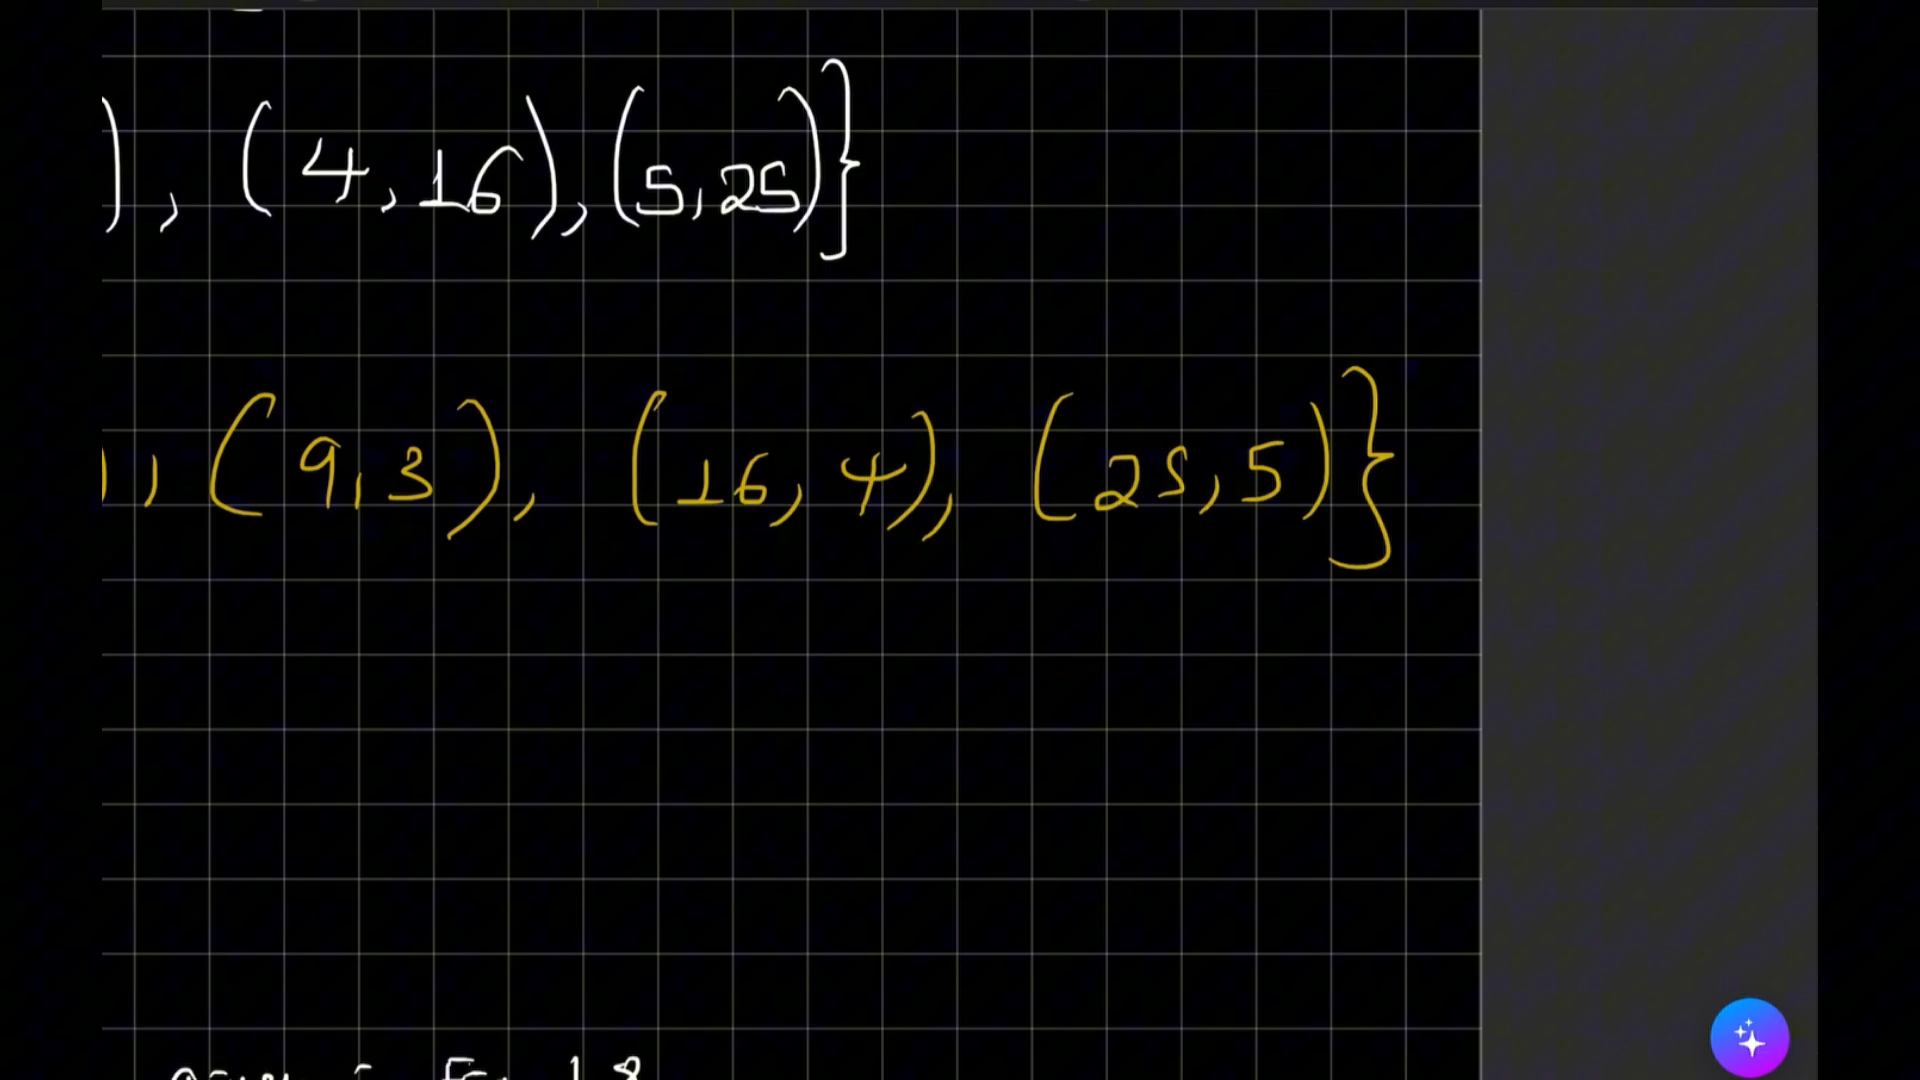 ), (4,16),(5,25)}
), (9,3), (16,4), (25,5)}